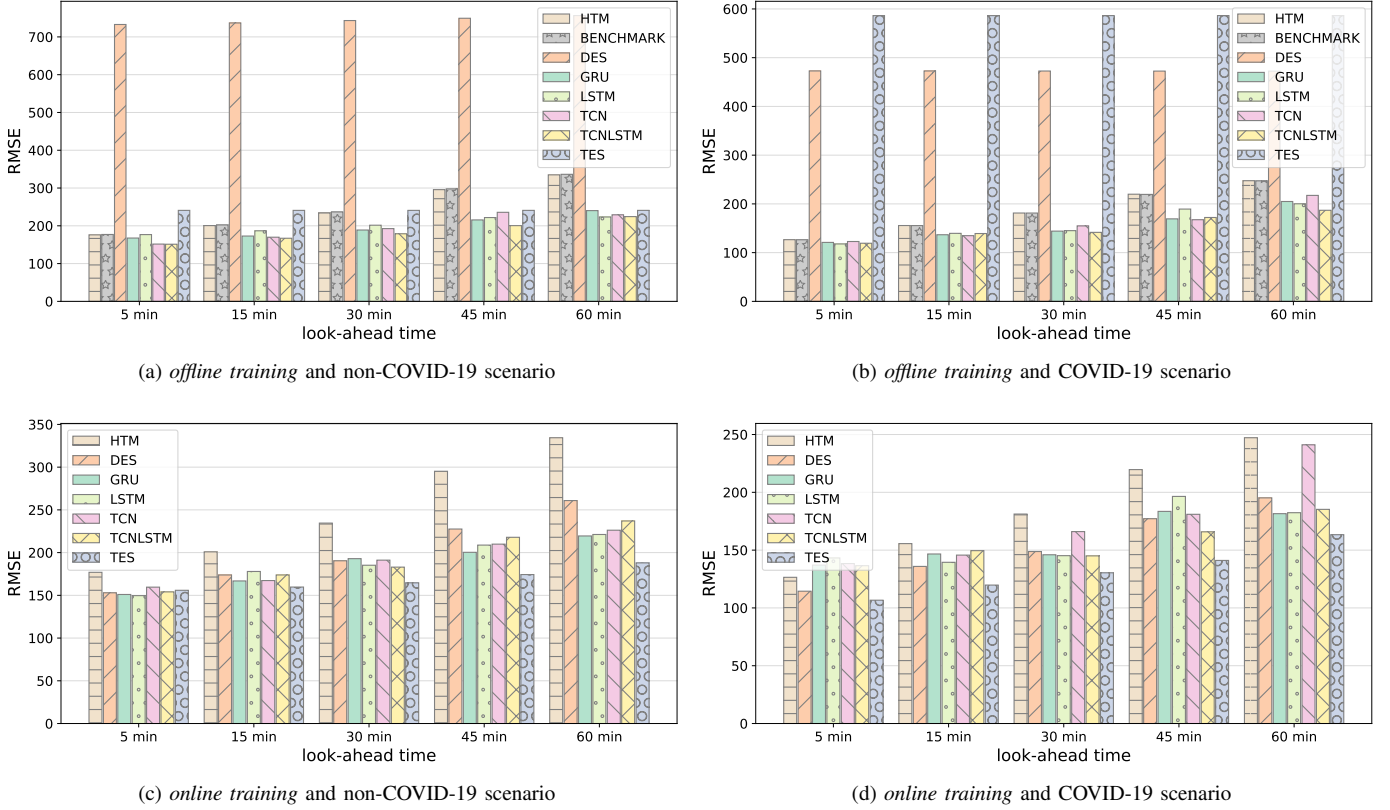 700
600
500
400
300
200
100
0
RMSE
HTM
BENCHMARK
DES
GRU
LSTM
TCN
TCNLSTM
TES
5 min
15 min
30 min
45 min
60 min
look-ahead time
(a) offline training and non-COVID-19 scenario
600
500
400
300
200
100
0
RMSE
HTM
BENCHMARK
DES
GRU
LSTM
TCN
TCNLSTM
TES
5 min
15 min
30 min
45 min
60 min
look-ahead time
(b) offline training and COVID-19 scenario
350
300
250
200
150
100
50
0
RMSE
HTM
DES
GRU
LSTM
TCN
TCNLSTM
TES
5 min
15 min
30 min
45 min
60 min
look-ahead time
(c) online training and non-COVID-19 scenario
250
200
150
100
50
0
RMSE
HTM
DES
GRU
LSTM
TCN
TCNLSTM
TES
5 min
15 min
30 min
45 min
60 min
look-ahead time
(d) online training and COVID-19 scenario